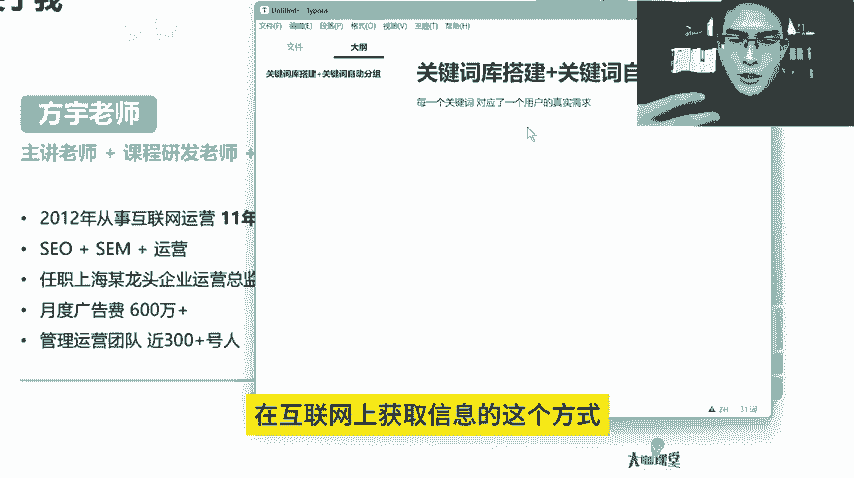 关于我
方宇老师
主讲老师 + 课程研发老师 +
• 2012年从事互联网运营 11年
• SEO + SEM + 运营
• 任职上海某龙头企业运营总监
• 月度广告费 600万+
• 管理运营团队 近300+号人
Untitled - Typora
文件(F) 编辑(E) 段落(P) 格式(O) 视图(V) 主题(T) 帮助(H)
文件 大纲
关键词库搭建+关键词自动分组
关键词库搭建+关键词自
每一个关键词 对应了一个用户的真实需求
在互联网上获取信息的这个方式
大咖课堂